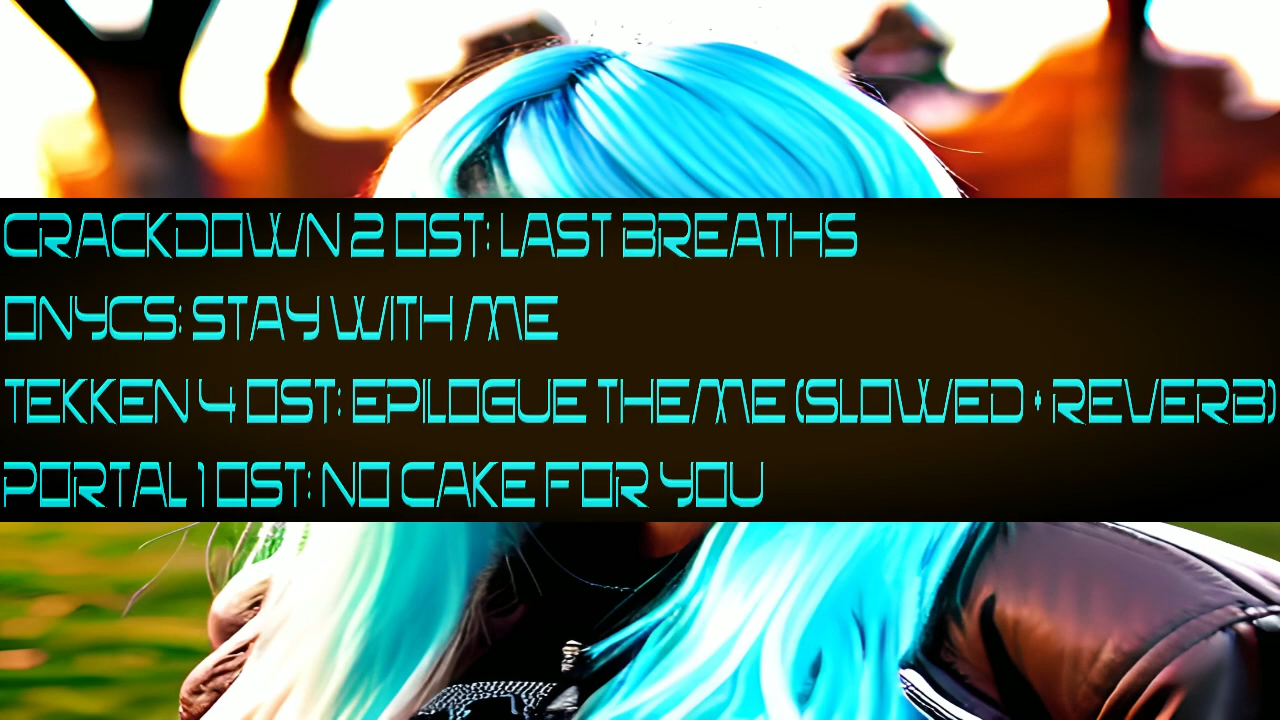 CRACKDOWN 2 OST: LAST BREATHS
ONYCS: STAY WITH ME
TEKKEN 4 OST: EPILOGUE THEME (SLOWED + REVERB)
PORTAL 1 OST: NO CAKE FOR YOU